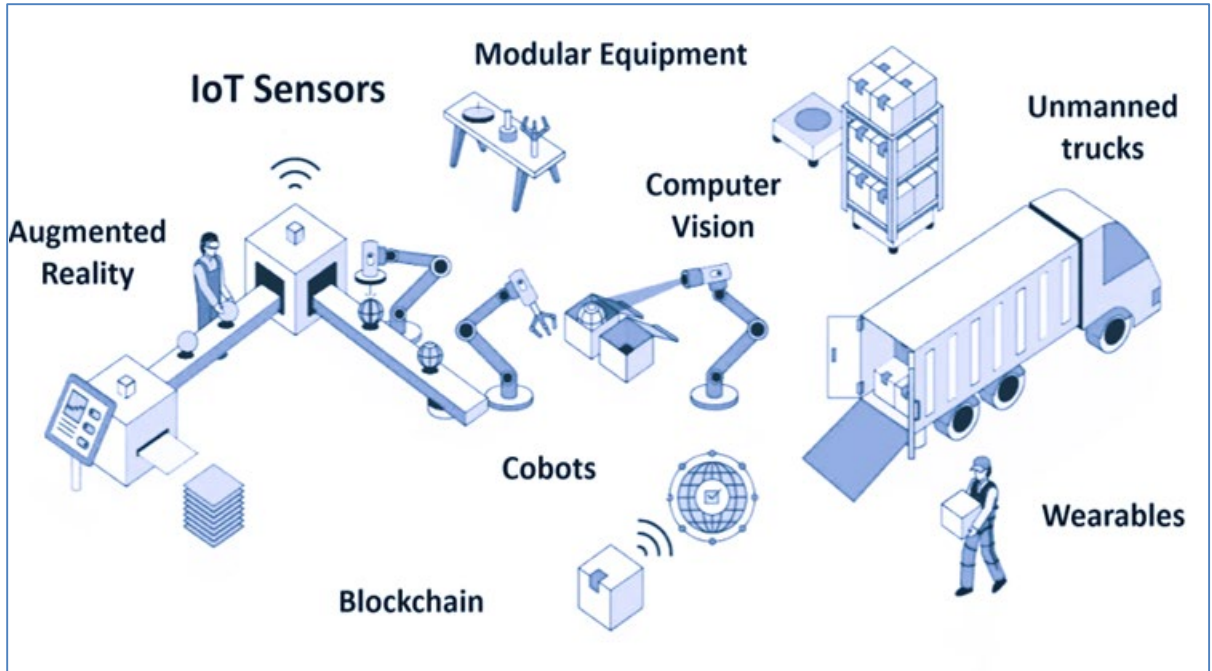 Modular Equipment
IoT Sensors
Unmanned
trucks
Computer
Vision
Augmented
Reality
Cobots
Wearables
Blockchain